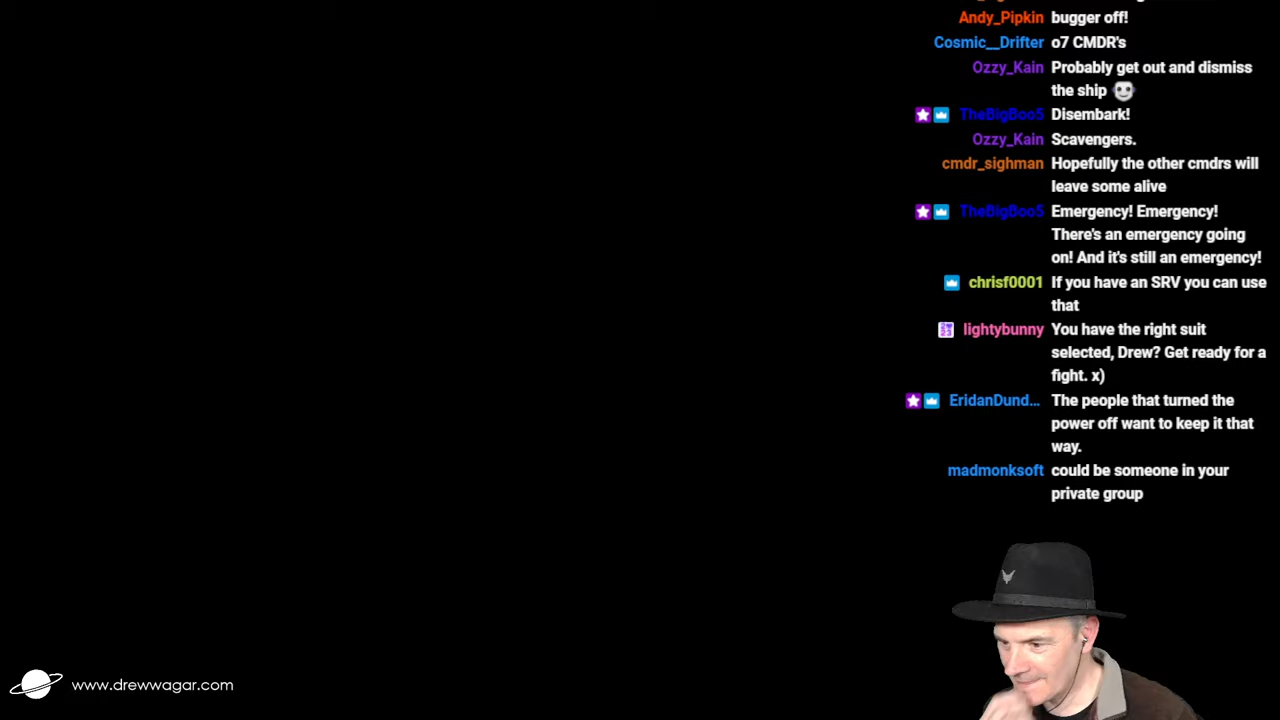 Andy_Pipkin bugger off!
Cosmic__Drifter o7 CMDR's
Ozzy_Kain Probably get out and dismiss
the ship
TheBigBoo5 Disembark!
Ozzy_Kain Scavengers.
cmdr_sighman Hopefully the other cmdrs will
leave some alive
TheBigBoo5 Emergency! Emergency!
There's an emergency going
on! And it's still an emergency!
chrisf0001 If you have an SRV you can use
that
lightybunny You have the right suit
selected, Drew? Get ready for a
fight. x)
EridanDund... The people that turned the
power off want to keep it that
way.
madmonksoft could be someone in your
private group
www.drewwagar.com